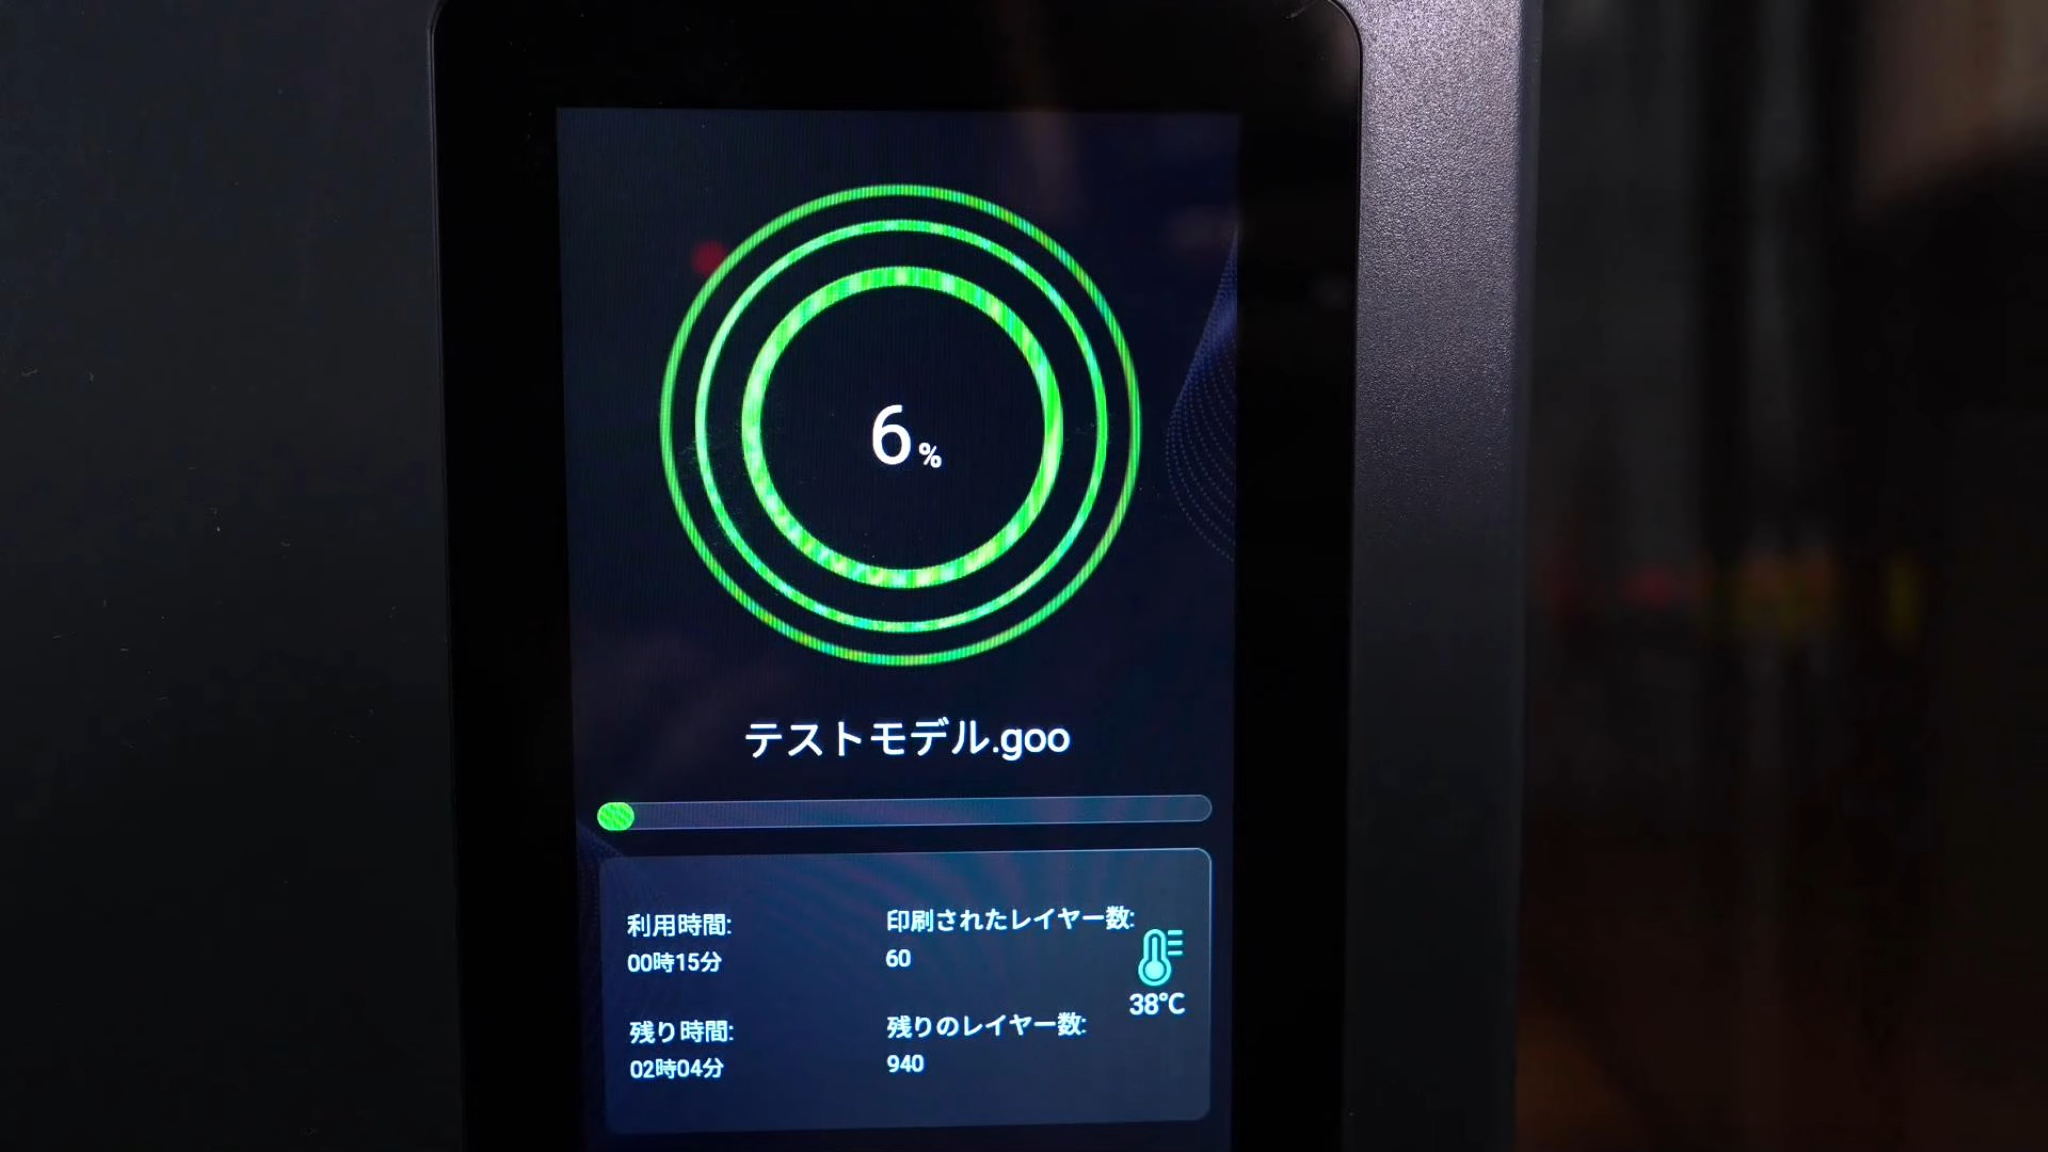 6%
テストモデル.goo
利用時間:
00時15分
印刷されたレイヤー数:
60
38°C
残り時間:
02時04分
残りのレイヤー数:
940